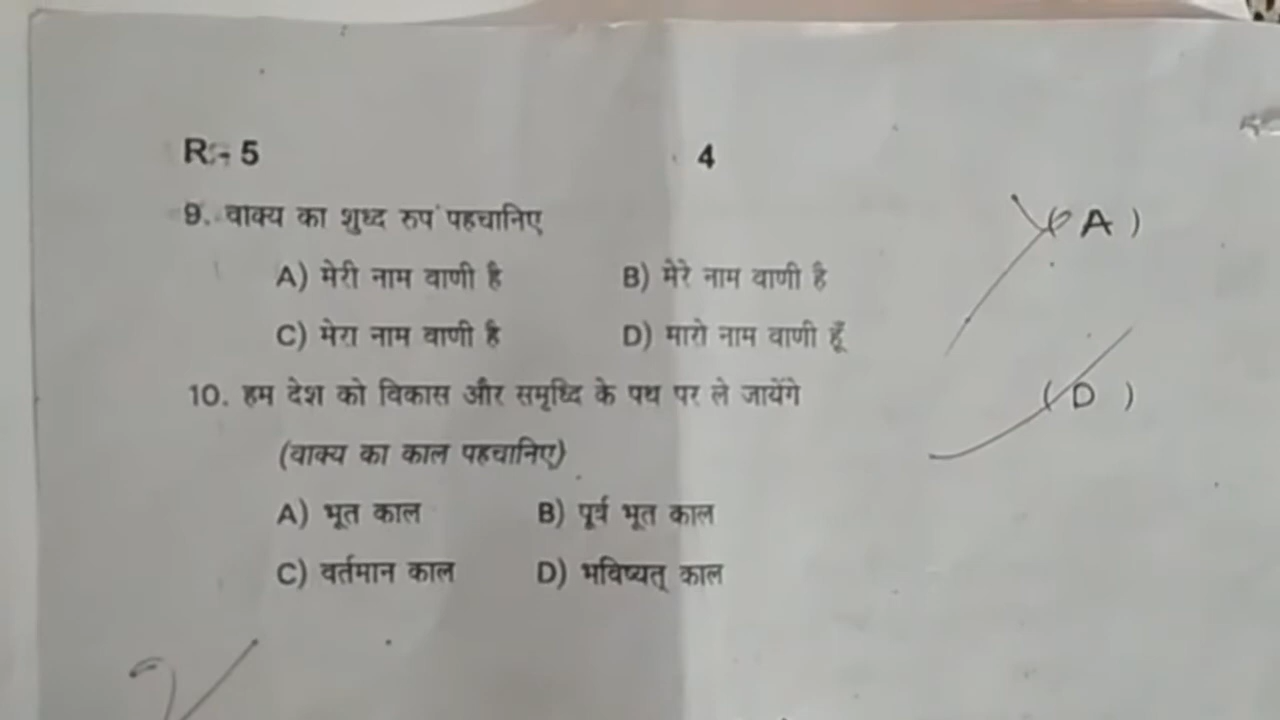 R - 5 4
9. वाक्य का शुध्द रुप पहचानिए ( A )
A) मेरी नाम वाणी है B) मेरे नाम वाणी है
C) मेरा नाम वाणी है D) मारो नाम वाणी हूँ
10. हम देश को विकास और समृध्दि के पथ पर ले जायेंगे ( D )
(वाक्य का काल पहचानिए)
A) भूत काल B) पूर्व भूत काल
C) वर्तमान काल D) भविष्यत् काल